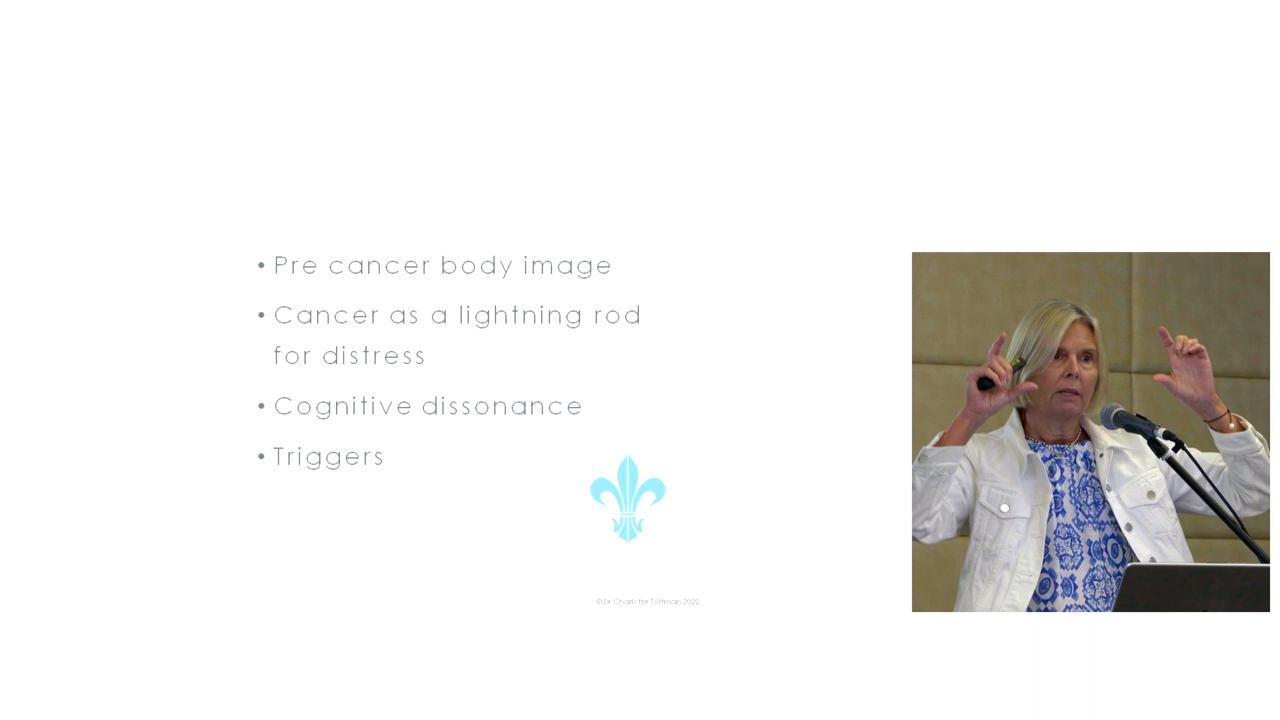 • Pre cancer body image
• Cancer as a lightning rod
for distress
• Cognitive dissonance
• Triggers
© Dr Charlotte Tottman 2022